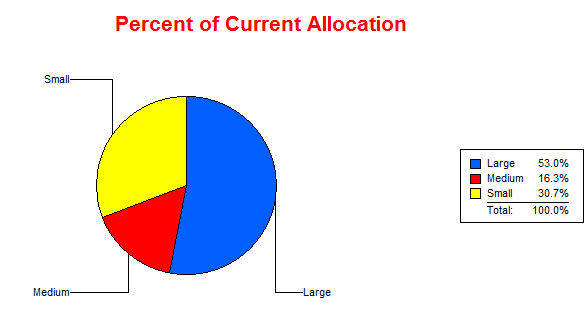 Percent of Current Allocation
Small
Large 53.0%
Medium 16.3%
Small 30.7%
Total: 100.0%
Medium
Large